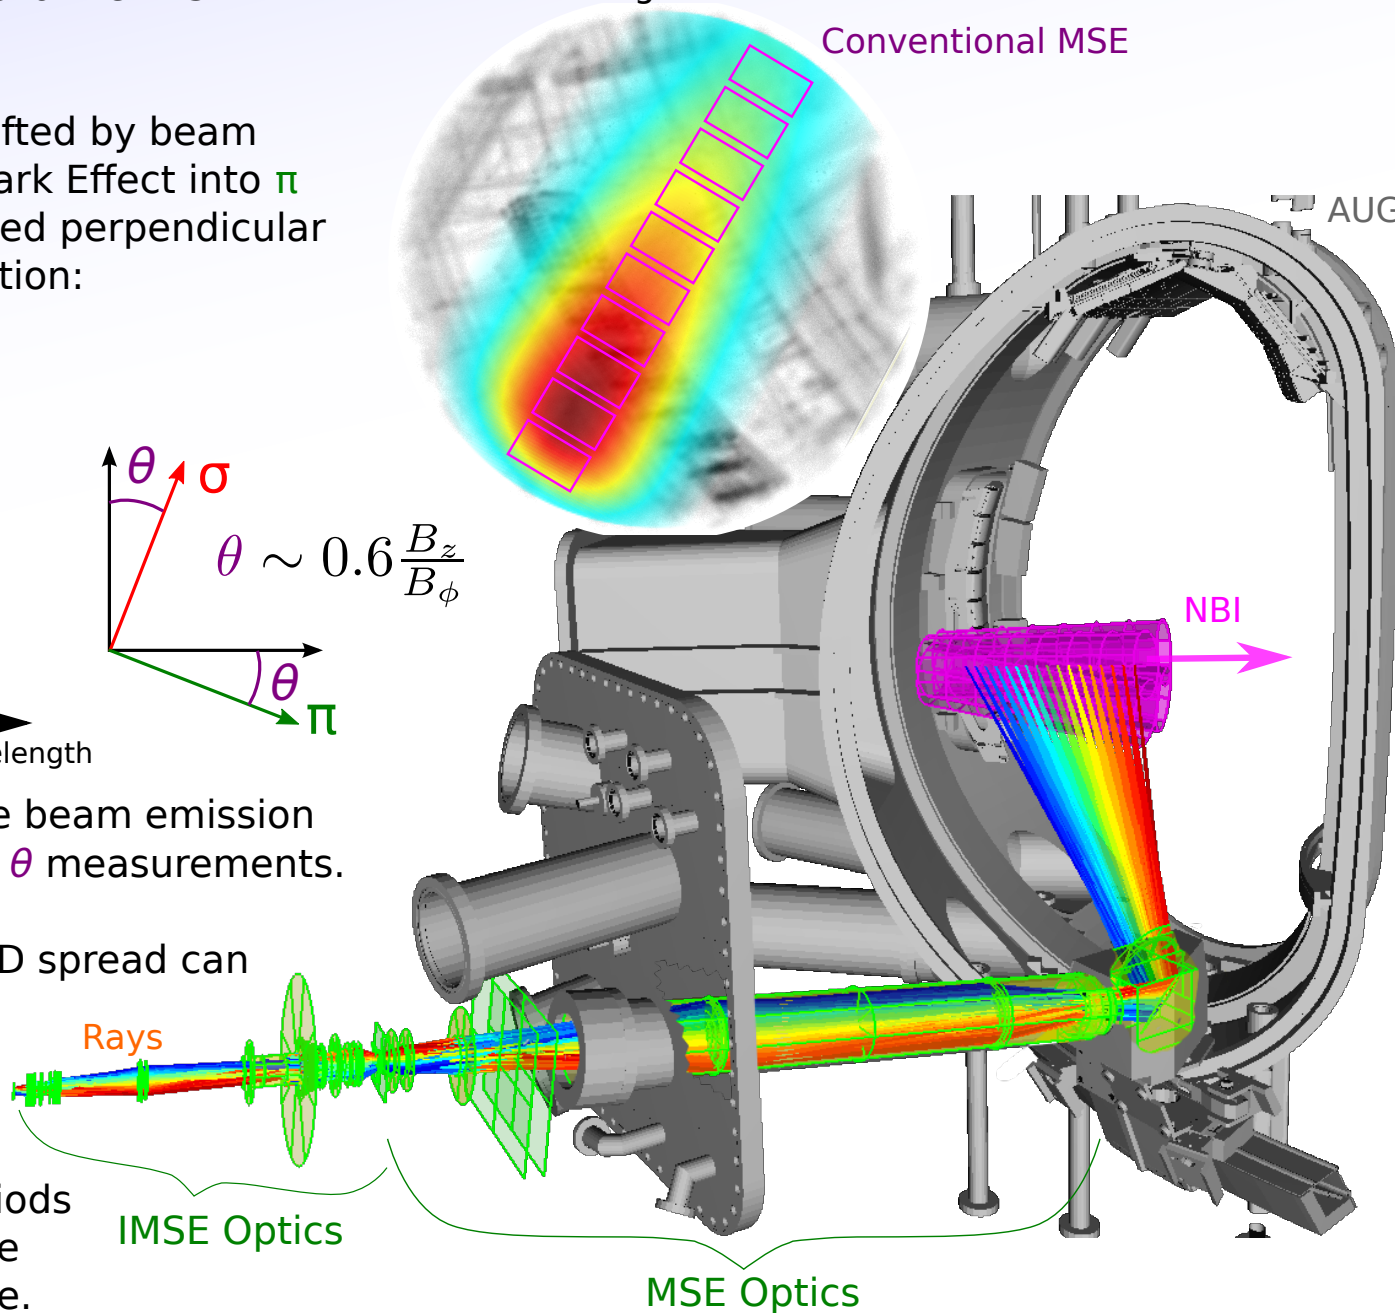 Conventional MSE
fted by beam
ark Effect into π
ed perpendicular
tion:
AUG
θ
σ
θ ∼ 0.6 B_z / B_ϕ
NBI
θ
π
elength
e beam emission
θ measurements.
D spread can
Rays
iods
IMSE Optics
e
MSE Optics
e.